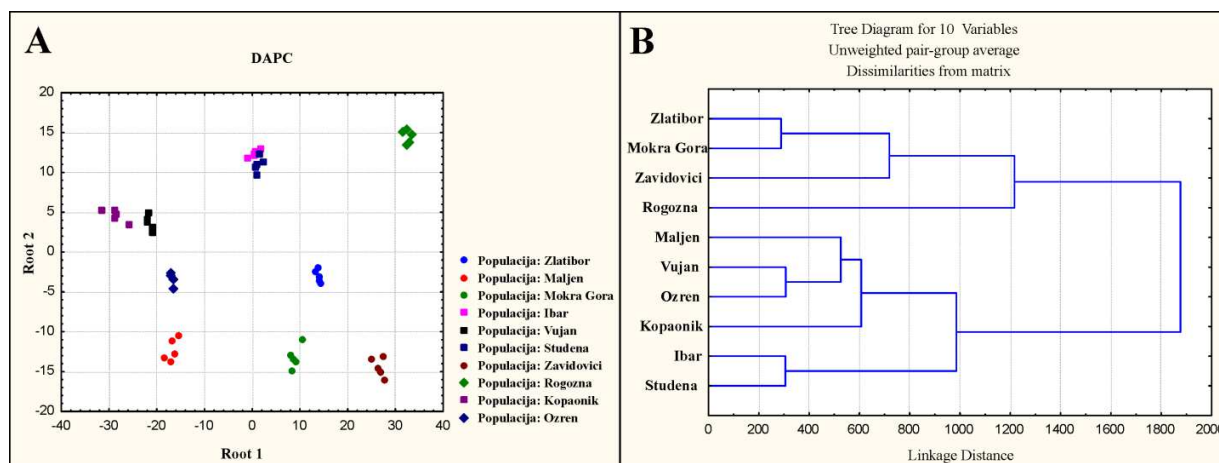 A
DAPC
20
15
10
5
0
-5
-10
-15
-20
Root 2
-40 -30 -20 -10 0 10 20 30 40
Root 1
Populacija: Zlatibor
Populacija: Maljen
Populacija: Mokra Gora
Populacija: Ibar
Populacija: Vujan
Populacija: Studena
Populacija: Zavidovici
Populacija: Rogozna
Populacija: Kopaonik
Populacija: Ozren
B
Tree Diagram for 10 Variables
Unweighted pair-group average
Dissimilarities from matrix
Zlatibor
Mokra Gora
Zavidovici
Rogozna
Maljen
Vujan
Ozren
Kopaonik
Ibar
Studena
0 200 400 600 800 1000 1200 1400 1600 1800 2000
Linkage Distance